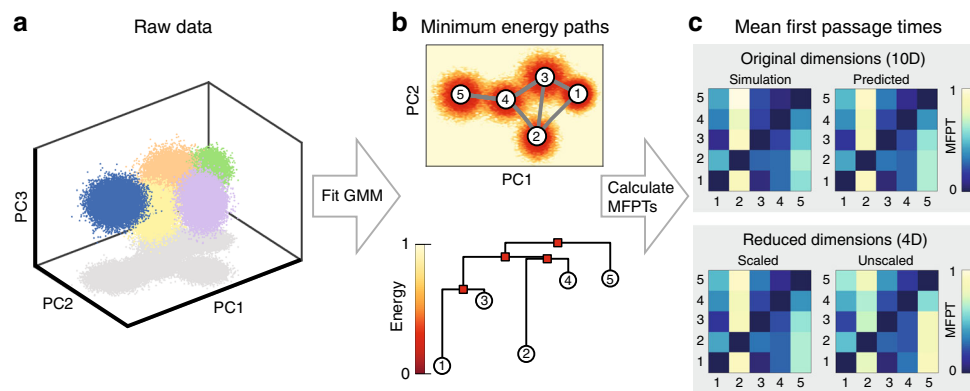 a
Raw data
PC3
PC2
PC1
Fit GMM
b
Minimum energy paths
PC2
5
4
3
1
2
PC1
Energy
1
0
1
3
2
4
5
Calculate
MFPTs
c
Mean first passage times
Original dimensions (10D)
Simulation
Predicted
5
4
3
2
1
1 2 3 4 5
5
4
3
2
1
1 2 3 4 5
1
MFPT
0
Reduced dimensions (4D)
Scaled
Unscaled
5
4
3
2
1
1 2 3 4 5
5
4
3
2
1
1 2 3 4 5
1
MFPT
0